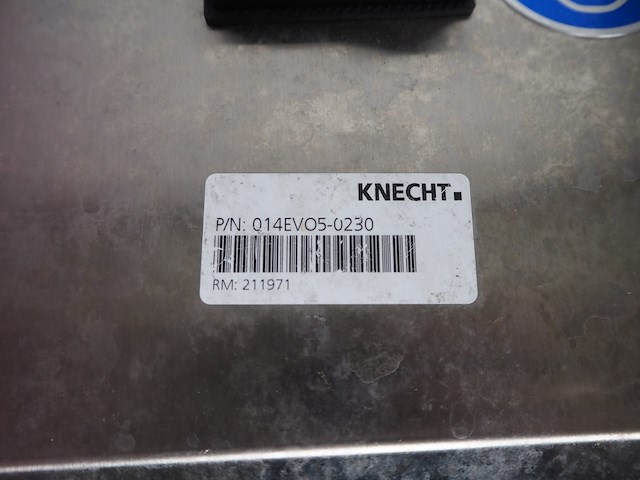 KNECHT.
P/N: 014EVO5-0230
RM: 211971